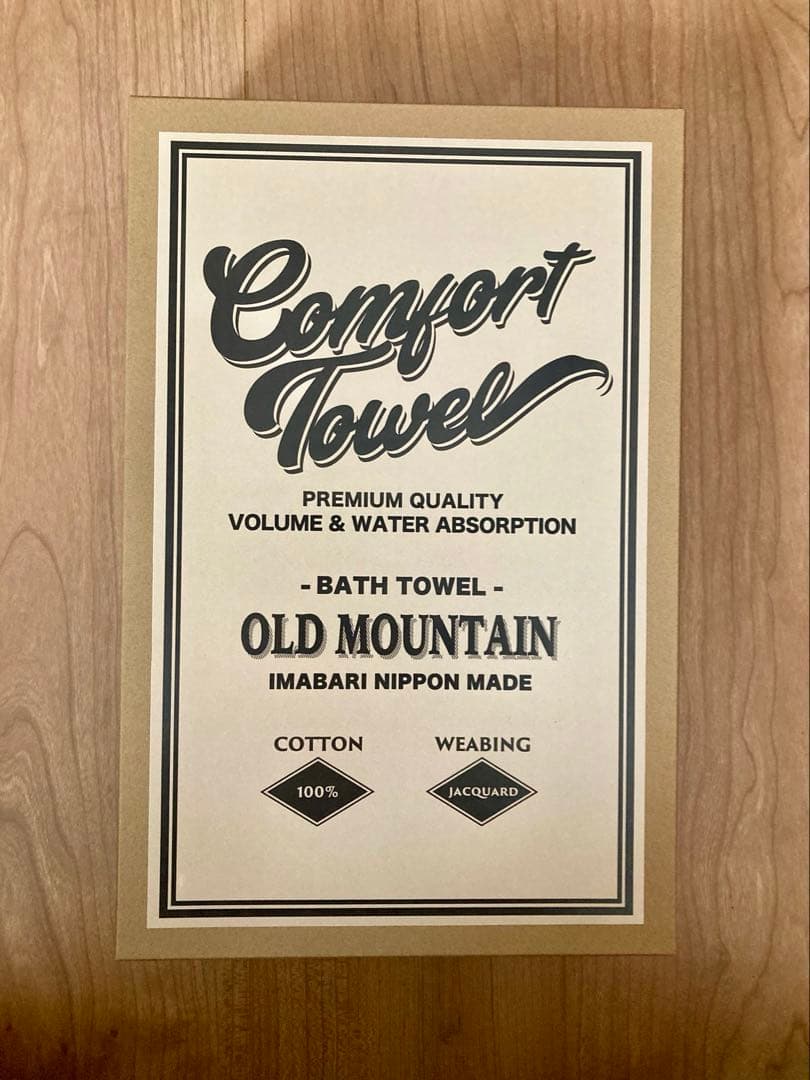 Comfort
Towel
PREMIUM QUALITY
VOLUME & WATER ABSORPTION
- BATH TOWEL -
OLD MOUNTAIN
IMABARI NIPPON MADE
COTTON WEABING
100% JACQUARD